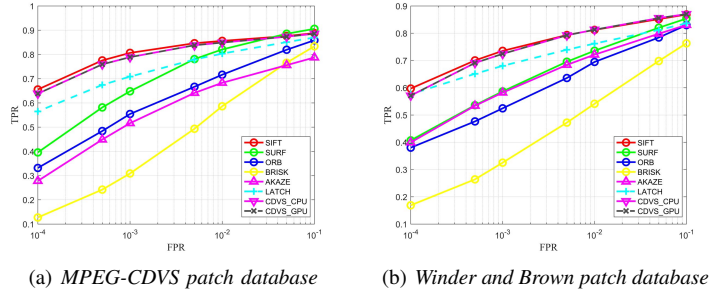 1
0.9
0.8
0.7
0.6
0.5
0.4
0.3
0.2
0.1
TPR
10-4
10-3
10-2
10-1
FPR
SIFT
SURF
ORB
BRISK
AKAZE
LATCH
CDVS_CPU
CDVS_GPU
(a) MPEG-CDVS patch database
0.9
0.8
0.7
0.6
0.5
0.4
0.3
0.2
0.1
TPR
10-4
10-3
10-2
10-1
FPR
SIFT
SURF
ORB
BRISK
AKAZE
LATCH
CDVS_CPU
CDVS_GPU
(b) Winder and Brown patch database